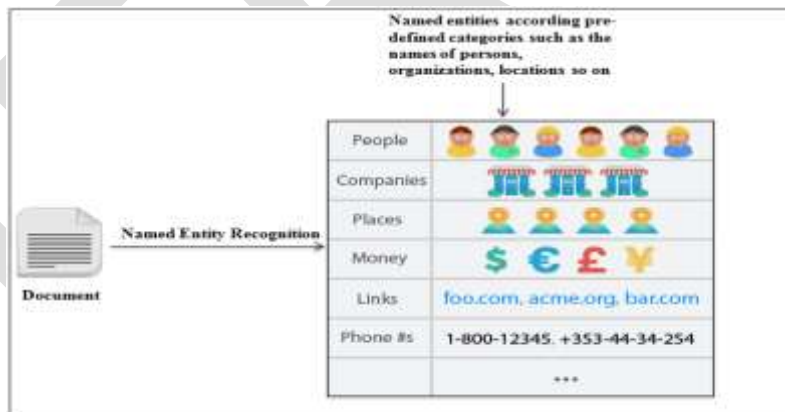 Named entities according pre-
defined categories such as the
names of persons,
organizations, locations so on
People
Companies
Places
Named Entity Recognition
Money
$ € £ ¥
Document
Links
foo.com, acme.org, bar.com
Phone #s
1-800-12345. +353-44-34-254
...